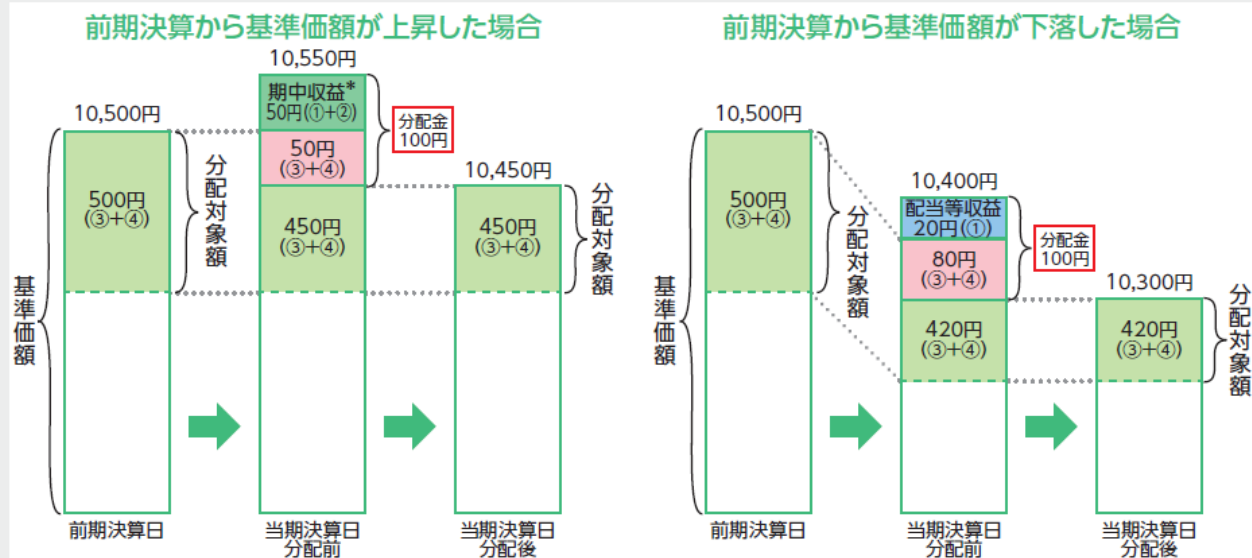 前期決算から基準価額が上昇した場合
10,550円
期中収益*
50円(①+②)
10,500円
分配金
100円
50円
(③+④)
10,450円
500円
(③+④)
分配対象額
450円
(③+④)
450円
(③+④)
分配対象額
基準価額
前期決算日
当期決算日
分配前
当期決算日
分配後
前期決算から基準価額が下落した場合
10,500円
10,400円
500円
(③+④)
分配対象額
配当等収益
20円(①)
分配金
100円
80円
(③+④)
10,300円
420円
(③+④)
420円
(③+④)
分配対象額
基準価額
前期決算日
当期決算日
分配前
当期決算日
分配後